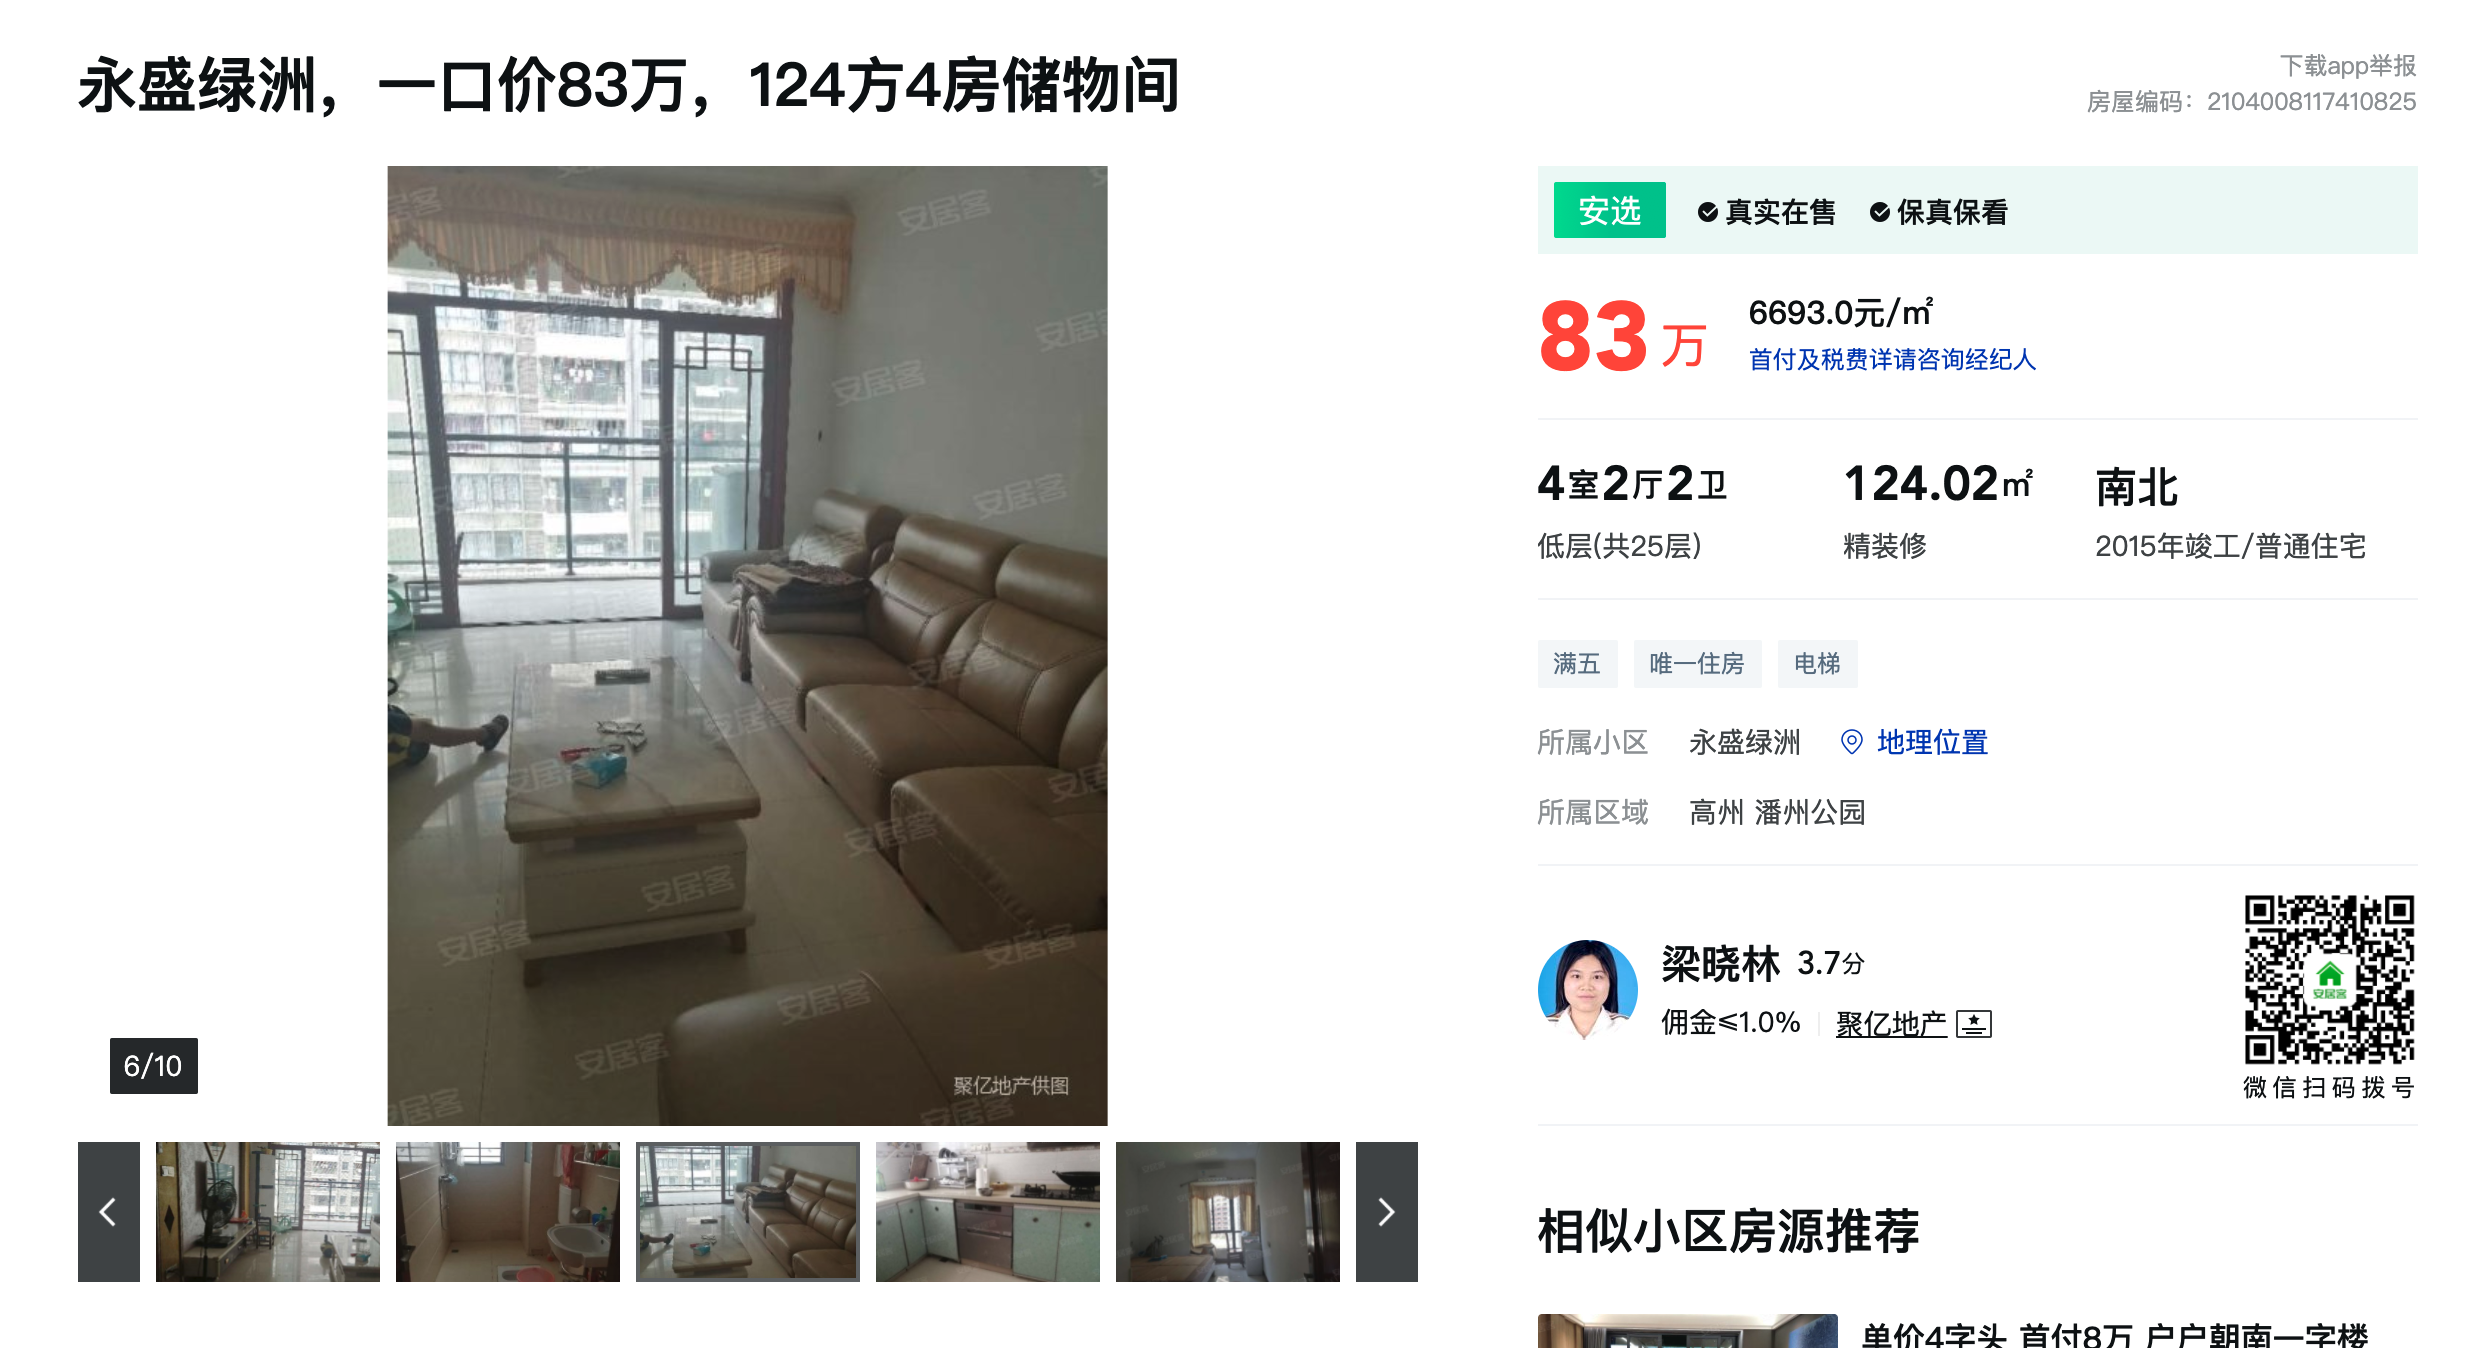 永盛绿洲，一口价83万，124方4房储物间
下载app举报
房屋编码：2104008117410825
安居客
聚亿地产供图
6/10
安选
真实在售
保真保看
83万
6693.0元/㎡
首付及税费详请咨询经纪人
4室2厅2卫
124.02㎡
南北
低层(共25层)
精装修
2015年竣工/普通住宅
满五
唯一住房
电梯
所属小区
永盛绿洲
地理位置
所属区域
高州 潘州公园
梁晓林 3.7分
佣金≤1.0%
聚亿地产
安居客
微信扫码拨号
相似小区房源推荐
单价4字头 首付8万 户户朝南一字楼